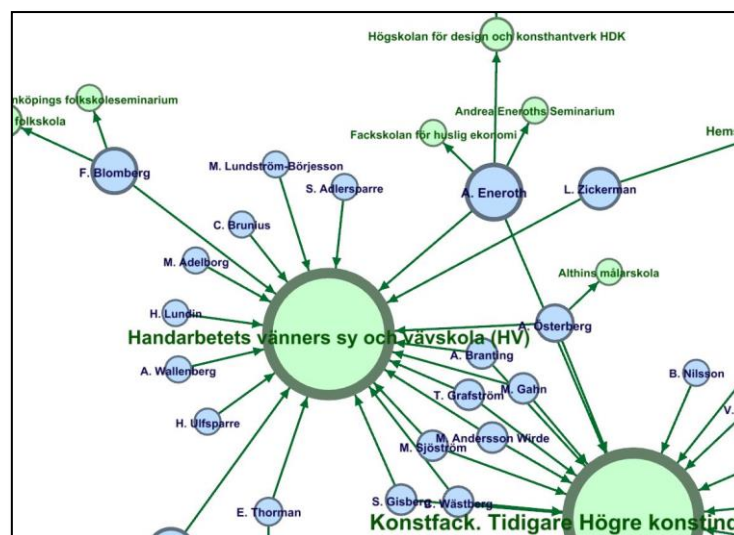 Högskolan för design och konsthantverk HDK
nköpings folkskoleseminarium
folkskola
Andrea Eneroths Seminarium
Fackskolan för huslig ekonomi
Hems
F. Blomberg
M. Lundström-Börjesson
S. Adlersparre
A. Eneroth
L. Zickerman
C. Brunius
M. Adelborg
Althins målarskola
H. Lundin
A. Österberg
Handarbetets vänners sy och vävskola (HV)
A. Branting
A. Wallenberg
B. Nilsson
T. Grafström
M. Gahn
V.
H. Ulfsparre
M. Andersson Wirde
M. Sjöström
S. Gisberg
C. Wästberg
E. Thorman
Konstfack. Tidigare Högre konstind